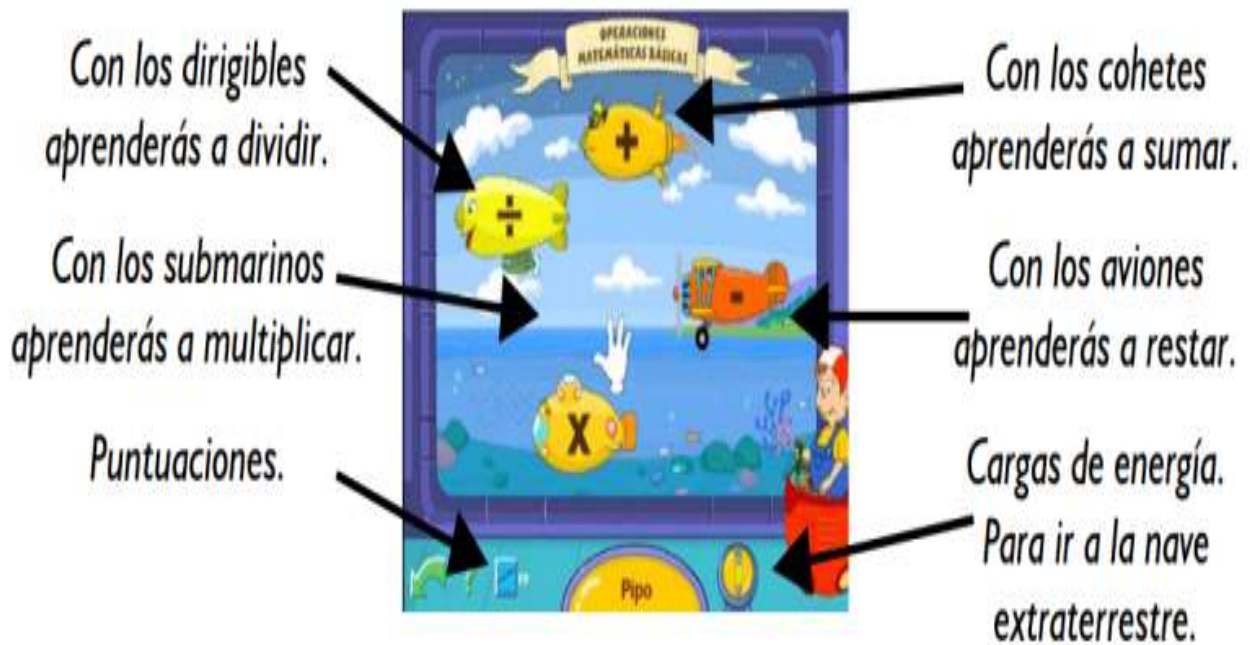 OPERACIONES
MATEMÁTICAS BÁSICAS
Con los dirigibles
aprenderás a dividir.
Con los submarinos
aprenderás a multiplicar.
Puntuaciones.
+
÷
-
X
Pipo
Con los cohetes
aprenderás a sumar.
Con los aviones
aprenderás a restar.
Cargas de energía.
Para ir a la nave
extraterrestre.